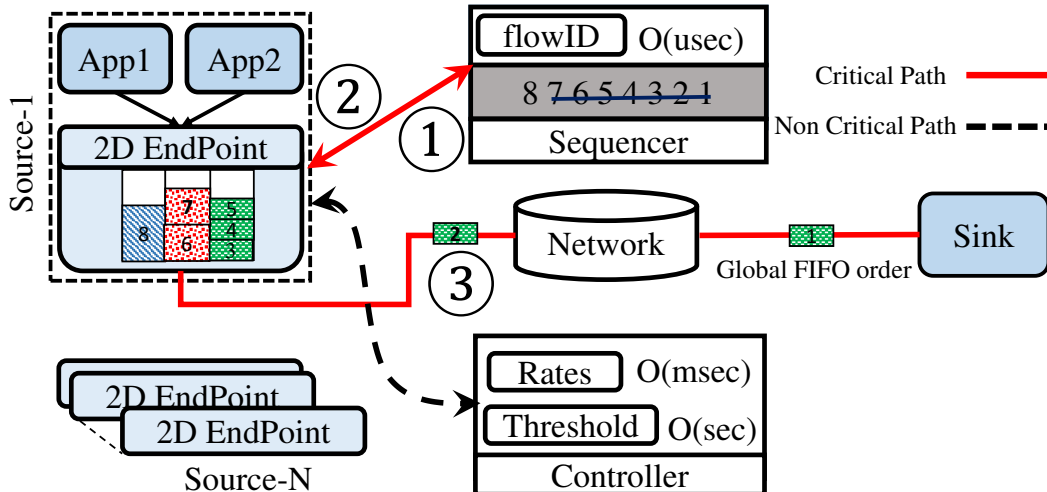 Source-1
App1
App2
2D EndPoint
8
7
6
5
4
3
2
1
flowID O(usec)
8 7 6 5 4 3 2 1
Sequencer
Critical Path
Non Critical Path
2
3
Network
1
Global FIFO order
Sink
2D EndPoint
2D EndPoint
Source-N
Rates O(msec)
Threshold O(sec)
Controller